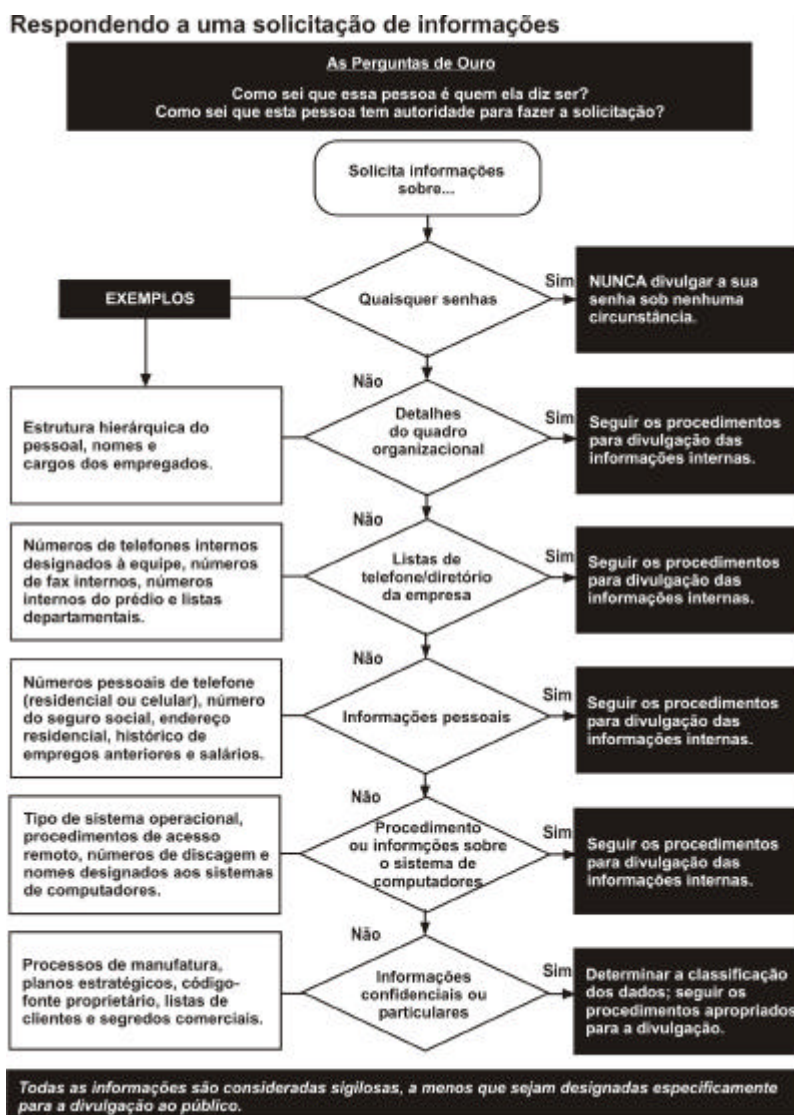 Respondendo a uma solicitação de informações
As Perguntas de Ouro
Como sei que essa pessoa é quem ela diz ser?
Como sei que esta pessoa tem autoridade para fazer a solicitação?
Solicita informações
sobre...
EXEMPLOS
Quaisquer senhas
Sim
NUNCA divulgar a sua
senha sob nenhuma
circunstância.
Não
Estrutura hierárquica do
pessoal, nomes e
cargos dos empregados.
Detalhes
do quadro
organizacional
Sim
Seguir os procedimentos
para divulgação das
informações internas.
Não
Números de telefones internos
designados à equipe, números
de fax internos, números
internos do prédio e listas
departamentais.
Listas de
telefone/diretório
da empresa
Sim
Seguir os procedimentos
para divulgação das
informações internas.
Não
Números pessoais de telefone
(residencial ou celular), número
do seguro social, endereço
residencial, histórico de
empregos anteriores e salários.
Informações pessoais
Sim
Seguir os procedimentos
para divulgação das
informações internas.
Não
Tipo de sistema operacional,
procedimentos de acesso
remoto, números de discagem e
nomes designados aos sistemas
de computadores.
Procedimento
ou informções sobre
o sistema de
computadores
Sim
Seguir os procedimentos
para divulgação das
informações internas.
Não
Processos de manufatura,
planos estratégicos, código-
fonte proprietário, listas de
clientes e segredos comerciais.
Informações
confidenciais ou
particulares
Sim
Determinar a classificação
dos dados; seguir os
procedimentos apropriados
para a divulgação.
Todas as informações são consideradas sigilosas, a menos que sejam designadas especificamente
para a divulgação ao público.